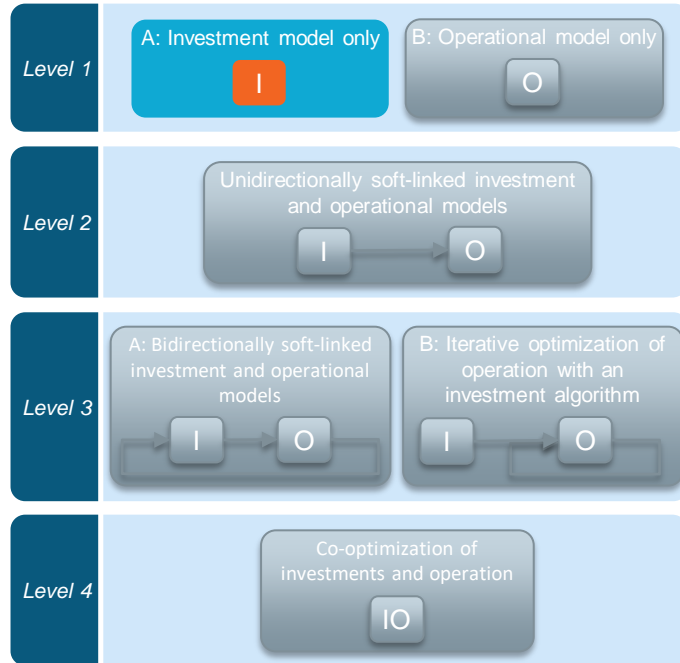 Level 1
A: Investment model only
I
B: Operational model only
O
Level 2
Unidirectionally soft-linked investment
and operational models
I
O
Level 3
A: Bidirectionally soft-linked
investment and operational
models
I
O
B: Iterative optimization of
operation with an
investment algorithm
I
O
Level 4
Co-optimization of
investments and operation
IO